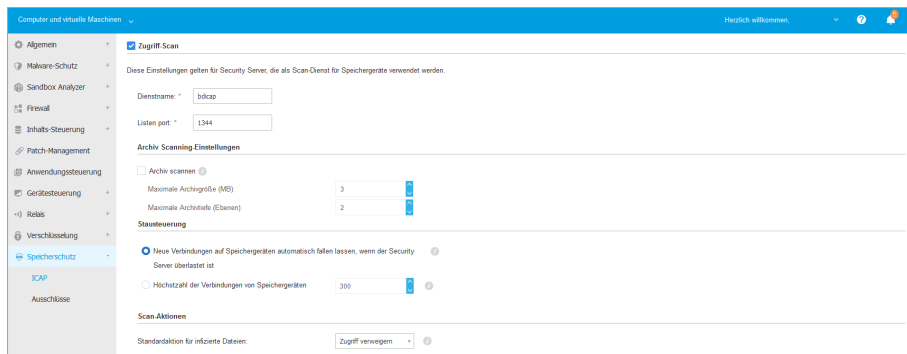 Computer und virtuelle Maschinen
Herzlich willkommen,
?
Allgemein +
Malware-Schutz +
Sandbox Analyzer +
Firewall +
Inhalts-Steuerung +
Patch-Management
Anwendungssteuerung
Gerätesteuerung +
Relais +
Verschlüsselung +
Speicherschutz -
ICAP
Ausschlüsse
Zugriff-Scan
Diese Einstellungen gelten für Security Server, die als Scan-Dienst für Speichergeräte verwendet werden.
Dienstname: * bdicap
Listen port: * 1344
Archiv Scanning-Einstellungen
Archiv scannen i
Maximale Archivgröße (MB) 3
Maximale Archivtiefe (Ebenen) 2
Stausteuerung
Neue Verbindungen auf Speichergeräten automatisch fallen lassen, wenn der Security i
Server überlastet ist
Höchstzahl der Verbindungen von Speichergeräten 300 i
Scan-Aktionen
Standardaktion für infizierte Dateien: Zugriff verweigern i